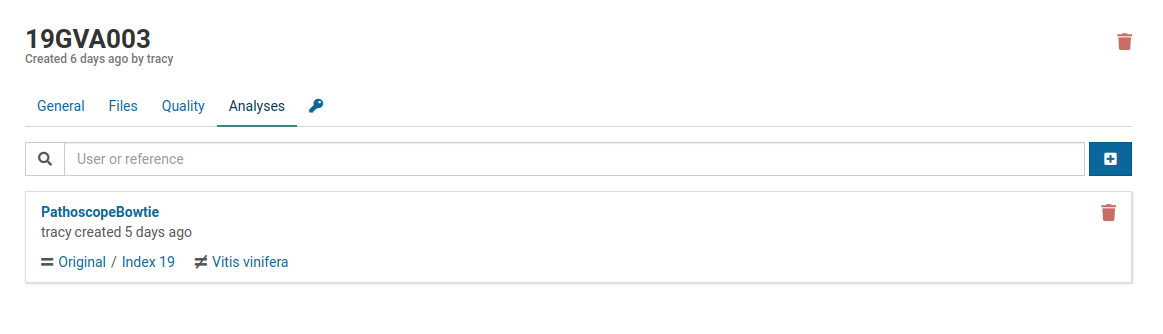 19GVA003
Created 6 days ago by tracy
General Files Quality Analyses
User or reference
PathoscopeBowtie
tracy created 5 days ago
= Original / Index 19 ≠ Vitis vinifera